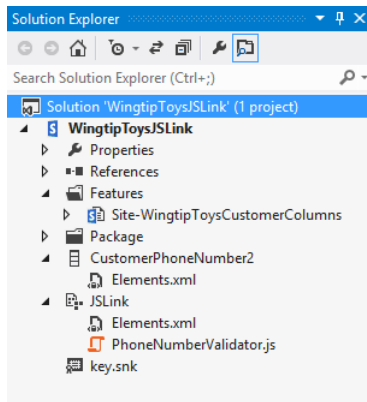 Solution Explorer
Search Solution Explorer (Ctrl+;)
Solution 'WingtipToysJSLink' (1 project)
WingtipToysJSLink
Properties
References
Features
Site-WingtipToysCustomerColumns
Package
CustomerPhoneNumber2
Elements.xml
JSLink
Elements.xml
PhoneNumberValidator.js
key.snk